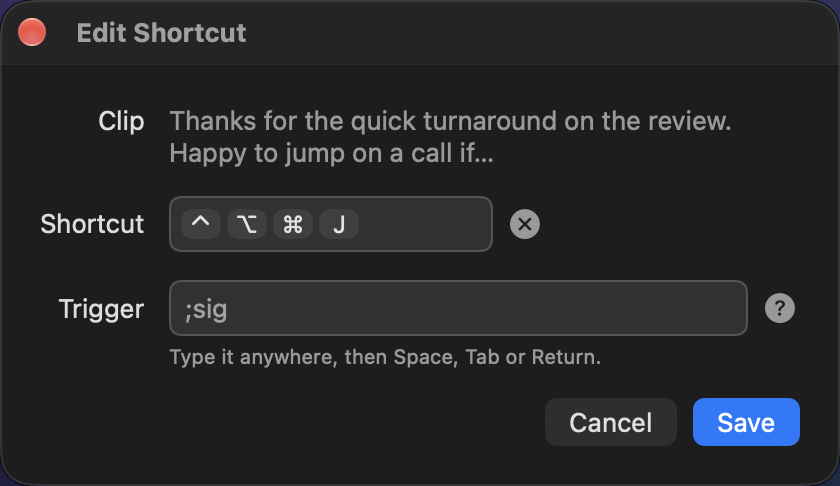 Edit Shortcut
Clip
Thanks for the quick turnaround on the review.
Happy to jump on a call if...
Shortcut
⌃ ⌥ ⌘ J
Trigger
;sig
?
Type it anywhere, then Space, Tab or Return.
Cancel
Save